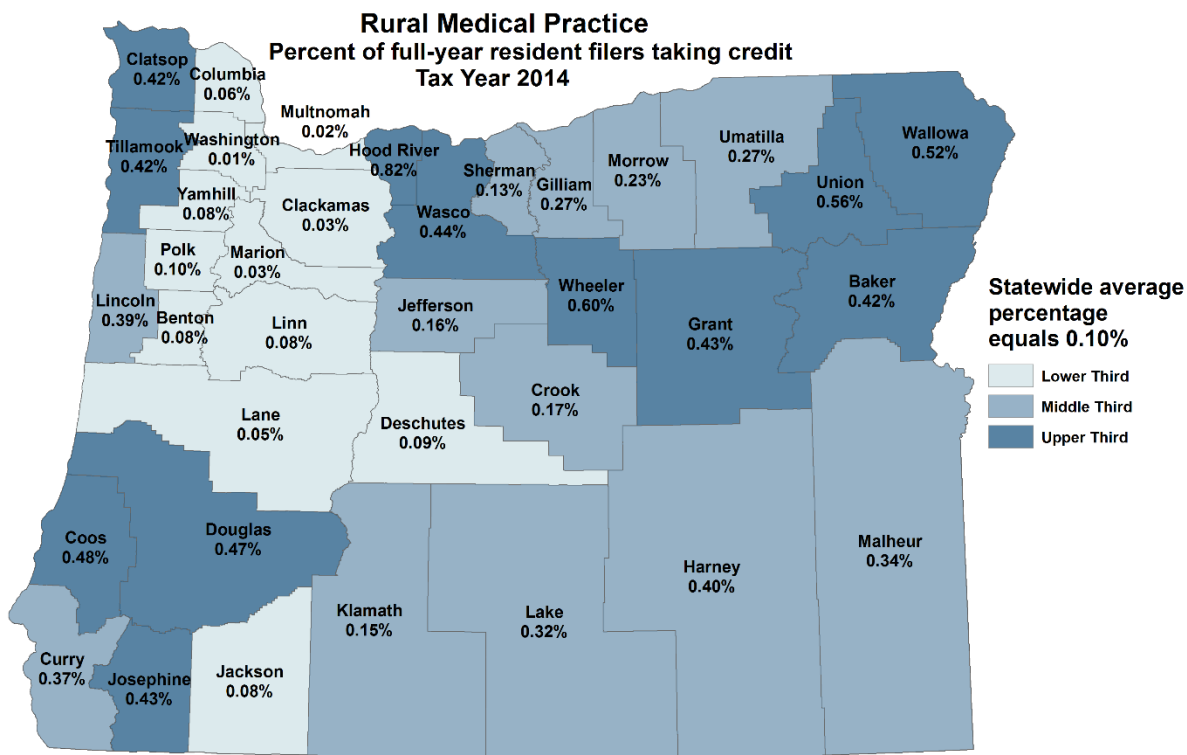 Rural Medical Practice
Percent of full-year resident filers taking credit
Tax Year 2014
Clatsop
0.42%
Columbia
0.06%
Multnomah
0.02%
Tillamook
0.42%
Washington
0.01%
Hood River
0.82%
Sherman
0.13%
Gilliam
0.27%
Morrow
0.23%
Umatilla
0.27%
Wallowa
0.52%
Union
0.56%
Yamhill
0.08%
Clackamas
0.03%
Wasco
0.44%
Polk
0.10%
Marion
0.03%
Lincoln
0.39%
Benton
0.08%
Linn
0.08%
Jefferson
0.16%
Wheeler
0.60%
Grant
0.43%
Baker
0.42%
Statewide average
percentage
equals 0.10%
Lower Third
Middle Third
Upper Third
Lane
0.05%
Deschutes
0.09%
Crook
0.17%
Coos
0.48%
Douglas
0.47%
Klamath
0.15%
Lake
0.32%
Harney
0.40%
Malheur
0.34%
Curry
0.37%
Josephine
0.43%
Jackson
0.08%